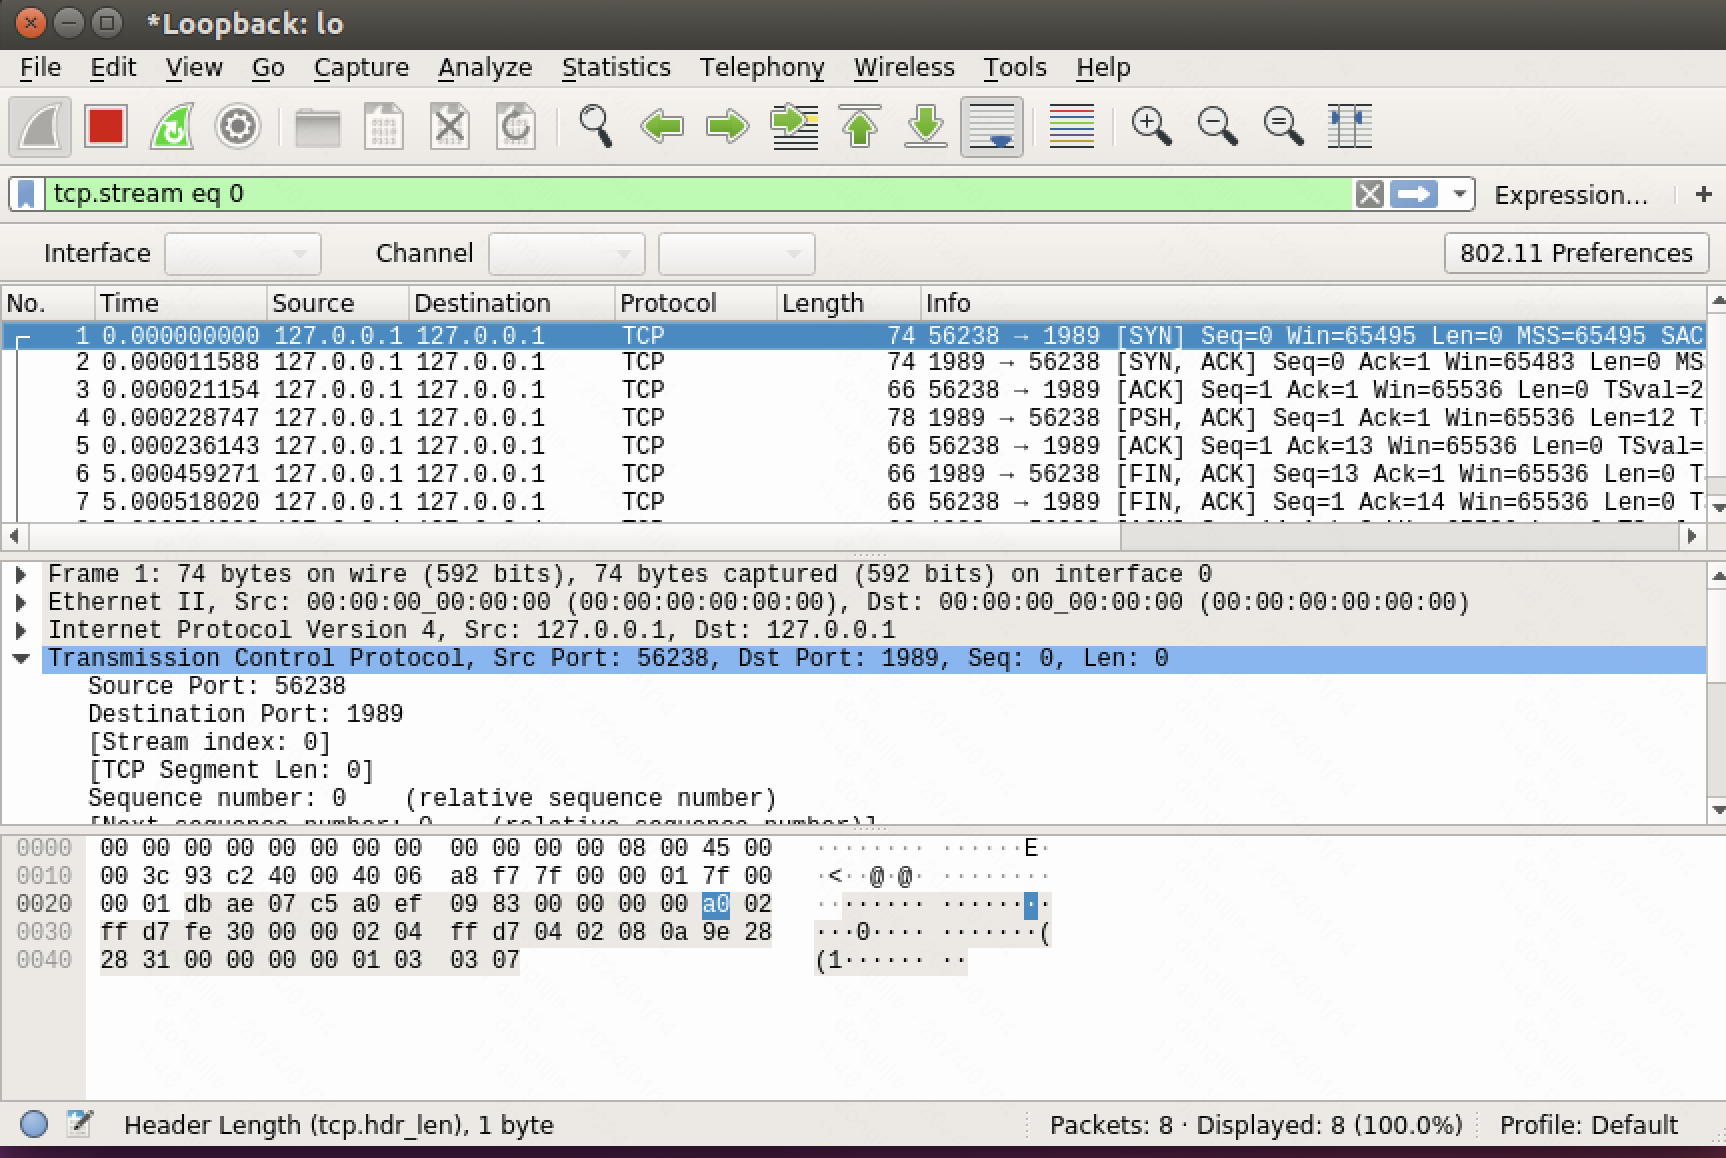 *Loopback: lo
File Edit View Go Capture Analyze Statistics Telephony Wireless Tools Help
tcp.stream eq 0 Expression... +
Interface Channel 802.11 Preferences
No. Time Source Destination Protocol Length Info
1 0.000000000 127.0.0.1 127.0.0.1 TCP 74 56238 → 1989 [SYN] Seq=0 Win=65495 Len=0 MSS=65495 SAC
2 0.000011588 127.0.0.1 127.0.0.1 TCP 74 1989 → 56238 [SYN, ACK] Seq=0 Ack=1 Win=65483 Len=0 MS
3 0.000021154 127.0.0.1 127.0.0.1 TCP 66 56238 → 1989 [ACK] Seq=1 Ack=1 Win=65536 Len=0 TSval=2
4 0.000228747 127.0.0.1 127.0.0.1 TCP 78 1989 → 56238 [PSH, ACK] Seq=1 Ack=1 Win=65536 Len=12 T
5 0.000236143 127.0.0.1 127.0.0.1 TCP 66 56238 → 1989 [ACK] Seq=1 Ack=13 Win=65536 Len=0 TSval=
6 5.000459271 127.0.0.1 127.0.0.1 TCP 66 1989 → 56238 [FIN, ACK] Seq=13 Ack=1 Win=65536 Len=0 T
7 5.000518020 127.0.0.1 127.0.0.1 TCP 66 56238 → 1989 [FIN, ACK] Seq=1 Ack=14 Win=65536 Len=0 T
Frame 1: 74 bytes on wire (592 bits), 74 bytes captured (592 bits) on interface 0
Ethernet II, Src: 00:00:00_00:00:00 (00:00:00:00:00:00), Dst: 00:00:00_00:00:00 (00:00:00:00:00:00)
Internet Protocol Version 4, Src: 127.0.0.1, Dst: 127.0.0.1
Transmission Control Protocol, Src Port: 56238, Dst Port: 1989, Seq: 0, Len: 0
Source Port: 56238
Destination Port: 1989
[Stream index: 0]
[TCP Segment Len: 0]
Sequence number: 0 (relative sequence number)
[Next sequence number: 0 (relative sequence number)]
0000 00 00 00 00 00 00 00 00 00 00 00 00 08 00 45 00 ········ ······E·
0010 00 3c 93 c2 40 00 40 06 a8 f7 7f 00 00 01 7f 00 ·<··@·@· ········
0020 00 01 db ae 07 c5 a0 ef 09 83 00 00 00 00 a0 02 ········ ········
0030 ff d7 fe 30 00 00 02 04 ff d7 04 02 08 0a 9e 28 ···0···· ·······(
0040 28 31 00 00 00 00 01 03 03 07 (1······ ··
Header Length (tcp.hdr_len), 1 byte Packets: 8 · Displayed: 8 (100.0%) Profile: Default